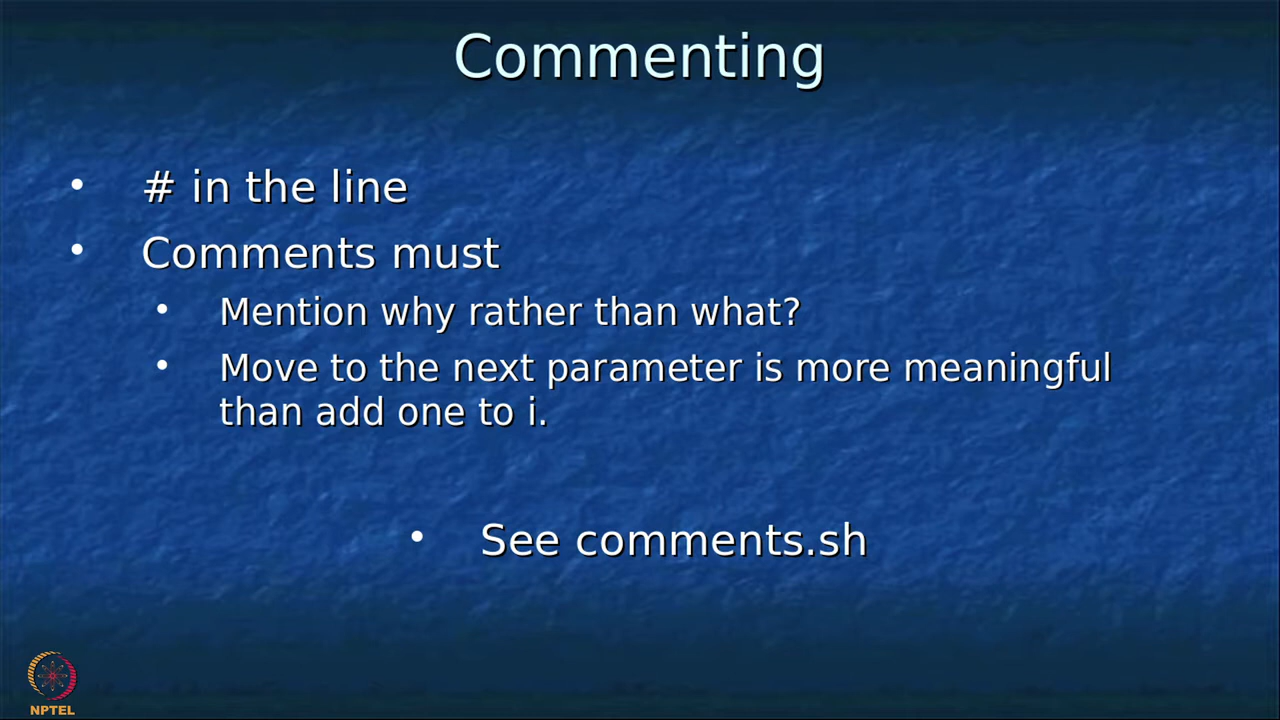 Commenting
• # in the line
• Comments must
• Mention why rather than what?
• Move to the next parameter is more meaningful
than add one to i.
• See comments.sh
NPTEL